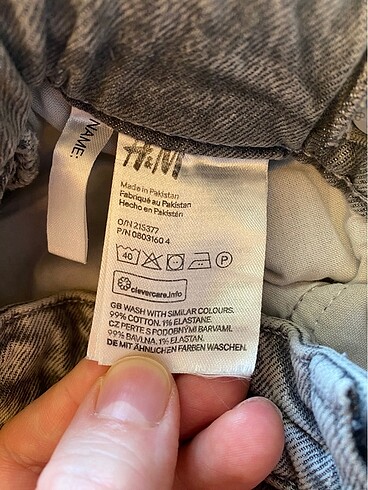 NAME:
H&M
Made in Pakistan
Fabriqué au Pakistan
Hecho en Pakistán
O/N 215377
P/N 0803160 4
40 P
clevercare.info
GB WASH WITH SIMILAR COLOURS.
99% COTTON, 1% ELASTANE
CZ PERTE S PODOBNÝMI BARVAMI.
99% BAVLNA, 1% ELASTAN.
DE MIT ÄHNLICHEN FARBEN WASCHEN.